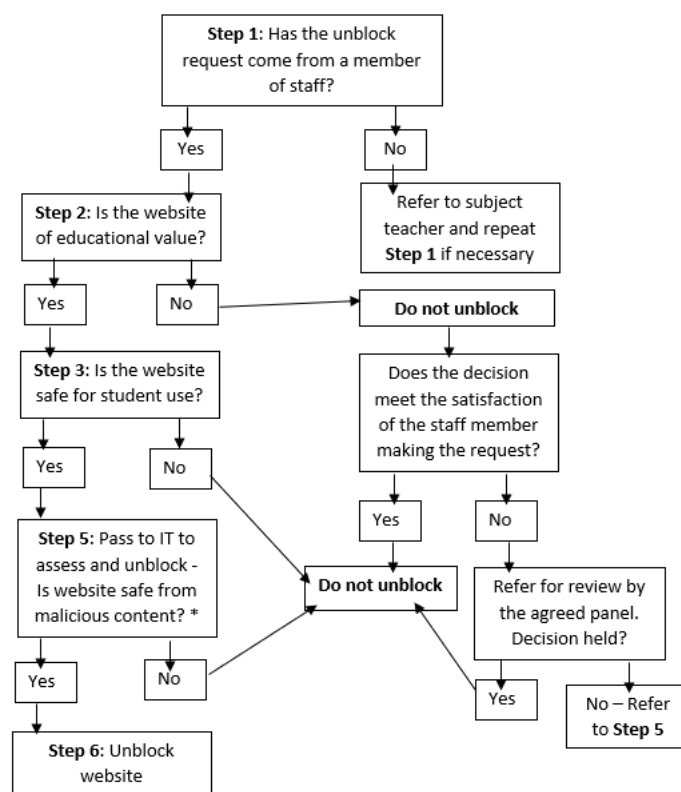 Step 1: Has the unblock
request come from a member
of staff?
Yes
No
Step 2: Is the website
of educational value?
Refer to subject
teacher and repeat
Step 1 if necessary
Yes
No
Do not unblock
Step 3: Is the website
safe for student use?
Does the decision
meet the satisfaction
of the staff member
making the request?
Yes
No
Yes
No
Step 5: Pass to IT to
assess and unblock -
Is website safe from
malicious content? *
Do not unblock
Refer for review by
the agreed panel.
Decision held?
Yes
No
Yes
No – Refer
to Step 5
Step 6: Unblock
website